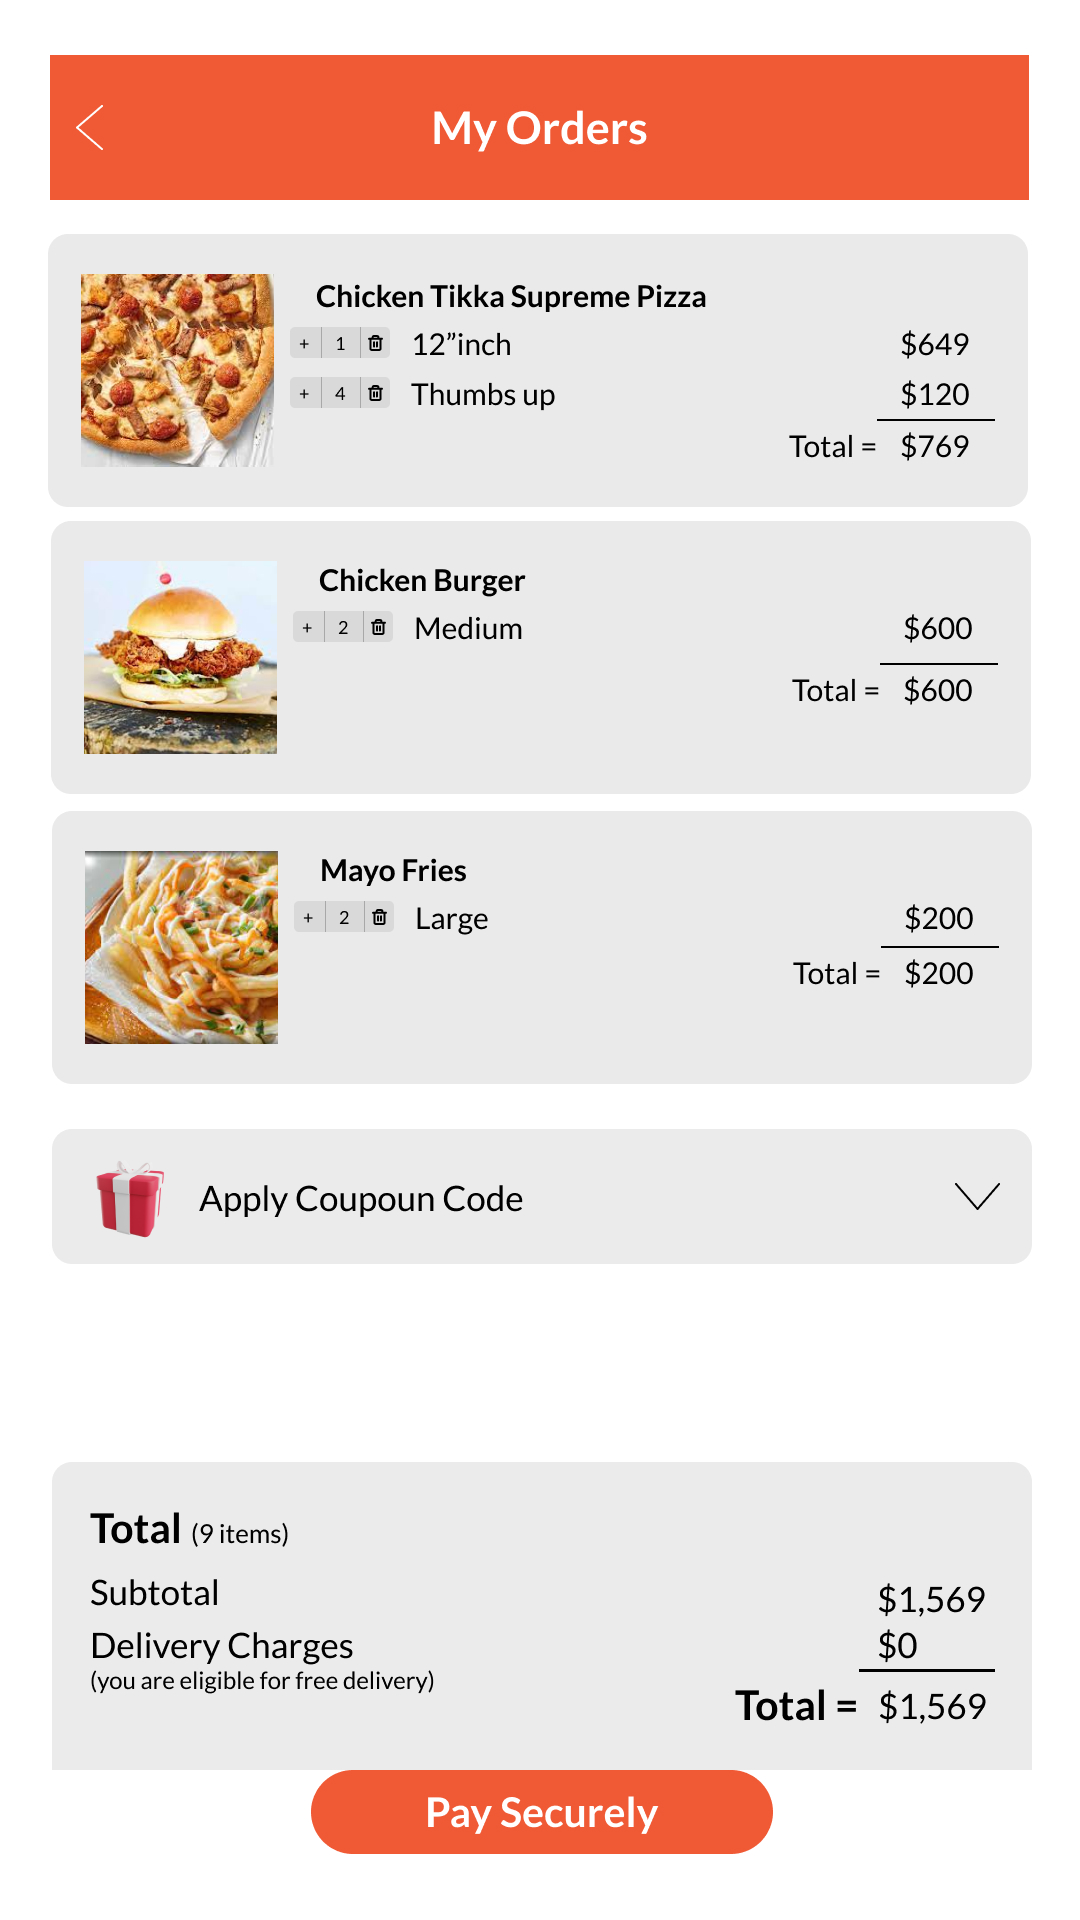 My Orders
Chicken Tikka Supreme Pizza
+ 1 12”inch $649
+ 4 Thumbs up $120
Total = $769
Chicken Burger
+ 2 Medium $600
Total = $600
Mayo Fries
+ 2 Large $200
Total = $200
Apply Coupoun Code
Total (9 items)
Subtotal $1,569
Delivery Charges $0
(you are eligible for free delivery)
Total = $1,569
Pay Securely